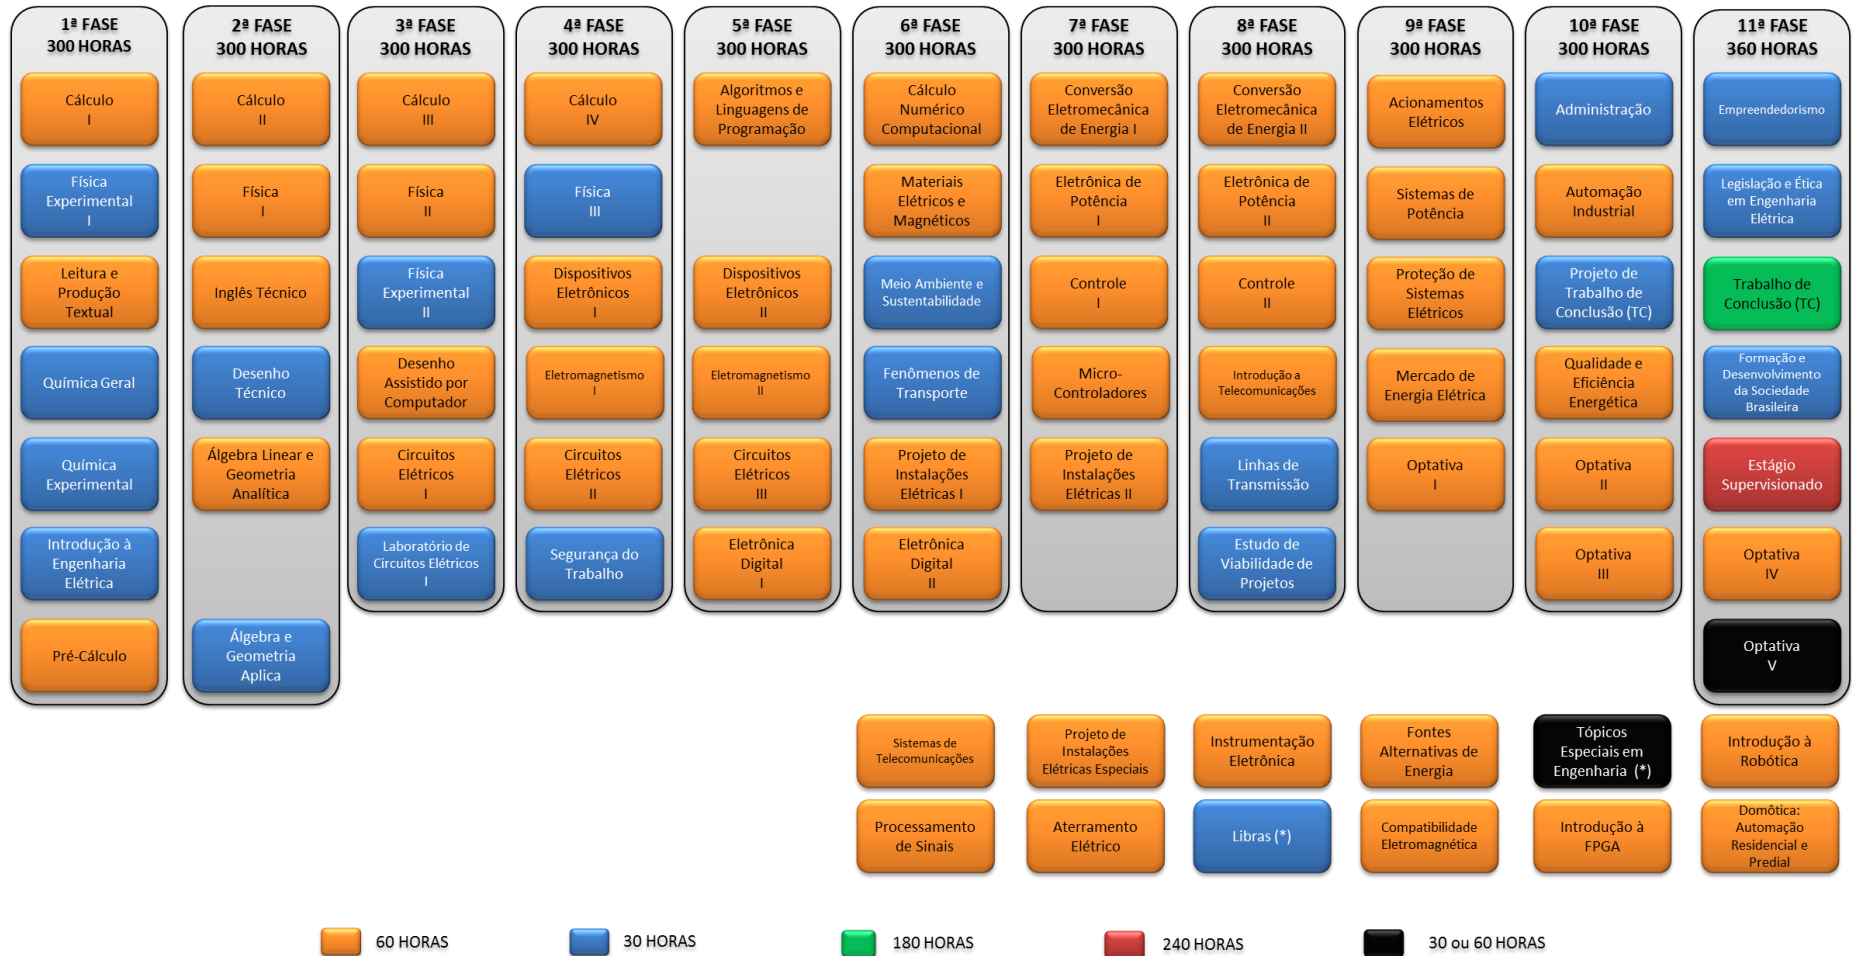 1ª FASE
300 HORAS
Cálculo
I
Física
Experimental
I
Leitura e
Produção
Textual
Química Geral
Química
Experimental
Introdução à
Engenharia
Elétrica
Pré-Cálculo
2ª FASE
300 HORAS
Cálculo
II
Física
I
Inglês Técnico
Desenho
Técnico
Álgebra Linear e
Geometria
Analítica
Álgebra e
Geometria
Aplica
3ª FASE
300 HORAS
Cálculo
III
Física
II
Física
Experimental
II
Desenho
Assistido por
Computador
Circuitos
Elétricos
I
Laboratório de
Circuitos Elétricos
I
4ª FASE
300 HORAS
Cálculo
IV
Física
III
Dispositivos
Eletrônicos
I
Eletromagnetismo
I
Circuitos
Elétricos
II
Segurança do
Trabalho
5ª FASE
300 HORAS
Algoritmos e
Linguagens de
Programação
Dispositivos
Eletrônicos
II
Eletromagnetismo
II
Circuitos
Elétricos
III
Eletrônica
Digital
I
6ª FASE
300 HORAS
Cálculo
Numérico
Computacional
Materiais
Elétricos e
Magnéticos
Meio Ambiente e
Sustentabilidade
Fenômenos de
Transporte
Projeto de
Instalações
Elétricas I
Eletrônica
Digital
II
7ª FASE
300 HORAS
Conversão
Eletromecânica
de Energia I
Eletrônica de
Potência
I
Controle
I
Micro-
Controladores
Projeto de
Instalações
Elétricas II
8ª FASE
300 HORAS
Conversão
Eletromecânica
de Energia II
Eletrônica de
Potência
II
Controle
II
Introdução a
Telecomunicações
Linhas de
Transmissão
Estudo de
Viabilidade de
Projetos
9ª FASE
300 HORAS
Acionamentos
Elétricos
Sistemas de
Potência
Proteção de
Sistemas
Elétricos
Mercado de
Energia Elétrica
Optativa
I
10ª FASE
300 HORAS
Administração
Automação
Industrial
Projeto de
Trabalho de
Conclusão (TC)
Qualidade e
Eficiência
Energética
Optativa
II
Optativa
III
11ª FASE
360 HORAS
Empreendedorismo
Legislação e Ética
em Engenharia
Elétrica
Trabalho de
Conclusão (TC)
Formação e
Desenvolvimento
da Sociedade
Brasileira
Estágio
Supervisionado
Optativa
IV
Optativa
V
Sistemas de
Telecomunicações
Projeto de
Instalações
Elétricas Especiais
Instrumentação
Eletrônica
Fontes
Alternativas de
Energia
Tópicos
Especiais em
Engenharia (*)
Introdução à
Robótica
Processamento
de Sinais
Aterramento
Elétrico
Libras (*)
Compatibilidade
Eletromagnética
Introdução à
FPGA
Domôtica:
Automação
Residencial e
Predial
60 HORAS
30 HORAS
180 HORAS
240 HORAS
30 ou 60 HORAS